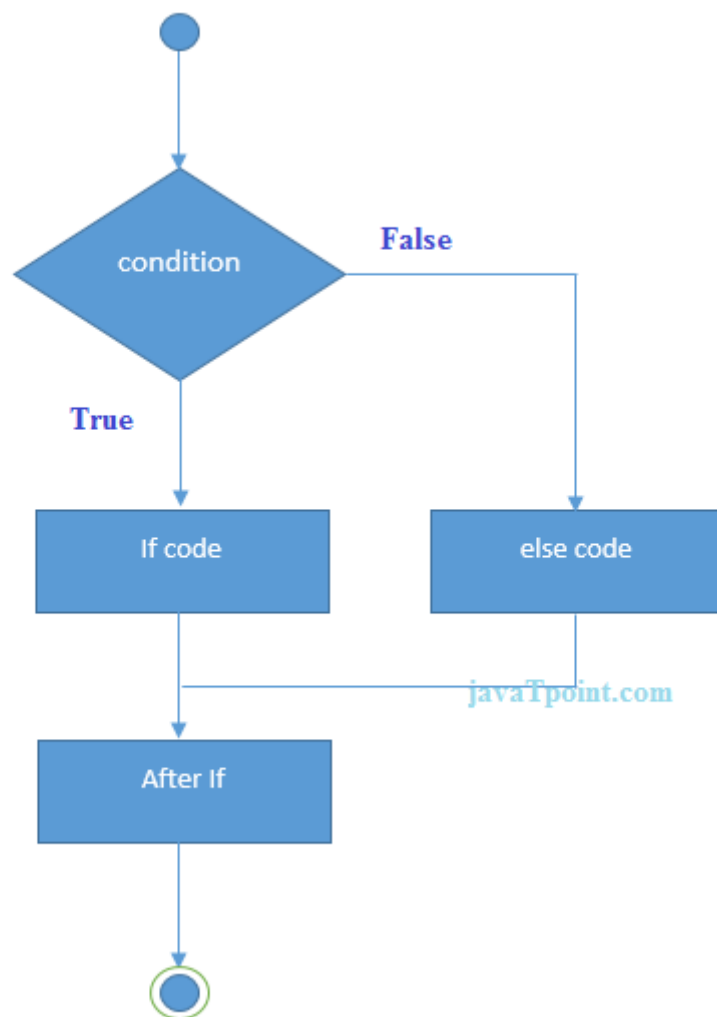 condition
False
True
If code
else code
javaTpoint.com
After If